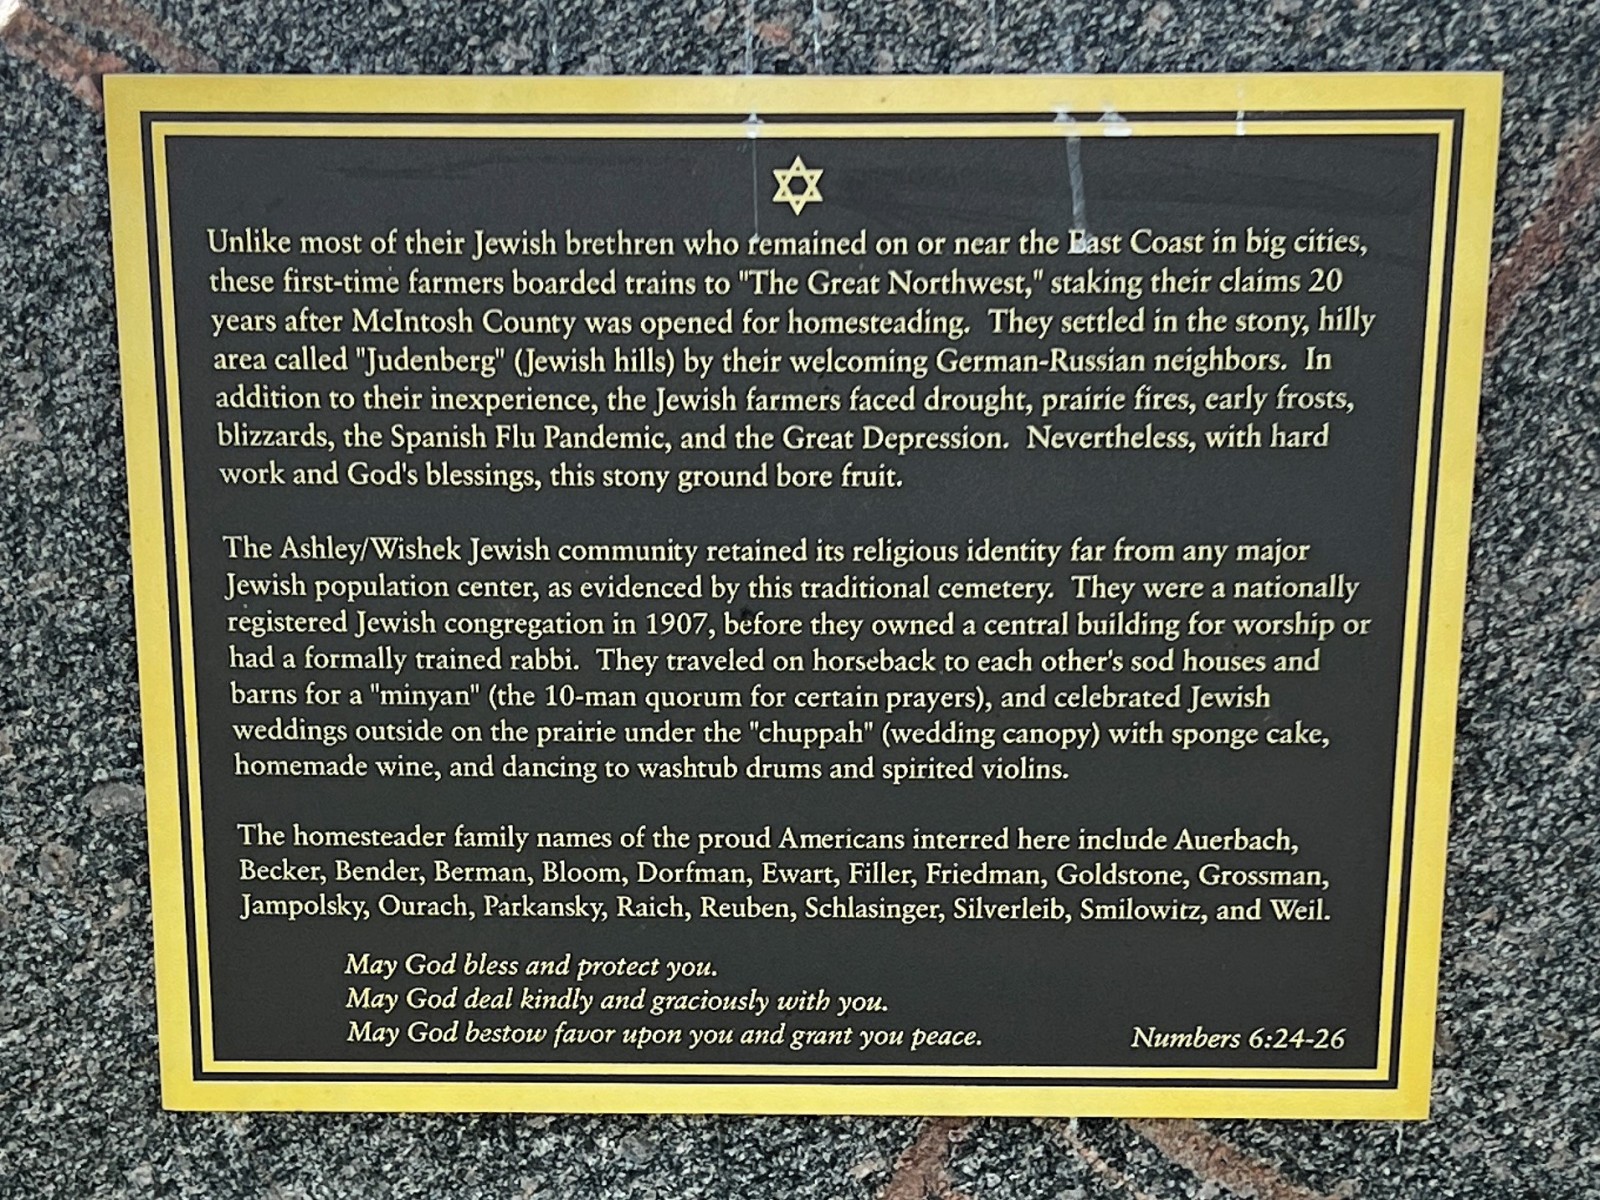 Unlike most of their Jewish brethren who remained on or near the East Coast in big cities,
these first-time farmers boarded trains to "The Great Northwest," staking their claims 20
years after McIntosh County was opened for homesteading. They settled in the stony, hilly
area called "Judenberg" (Jewish hills) by their welcoming German-Russian neighbors. In
addition to their inexperience, the Jewish farmers faced drought, prairie fires, early frosts,
blizzards, the Spanish Flu Pandemic, and the Great Depression. Nevertheless, with hard
work and God's blessings, this stony ground bore fruit.
The Ashley/Wishek Jewish community retained its religious identity far from any major
Jewish population center, as evidenced by this traditional cemetery. They were a nationally
registered Jewish congregation in 1907, before they owned a central building for worship or
had a formally trained rabbi. They traveled on horseback to each other's sod houses and
barns for a "minyan" (the 10-man quorum for certain prayers), and celebrated Jewish
weddings outside on the prairie under the "chuppah" (wedding canopy) with sponge cake,
homemade wine, and dancing to washtub drums and spirited violins.
The homesteader family names of the proud Americans interred here include Auerbach,
Becker, Bender, Berman, Bloom, Dorfman, Ewart, Filler, Friedman, Goldstone, Grossman,
Jampolsky, Ourach, Parkansky, Raich, Reuben, Schlasinger, Silverleib, Smilowitz, and Weil.
May God bless and protect you.
May God deal kindly and graciously with you.
May God bestow favor upon you and grant you peace. Numbers 6:24-26